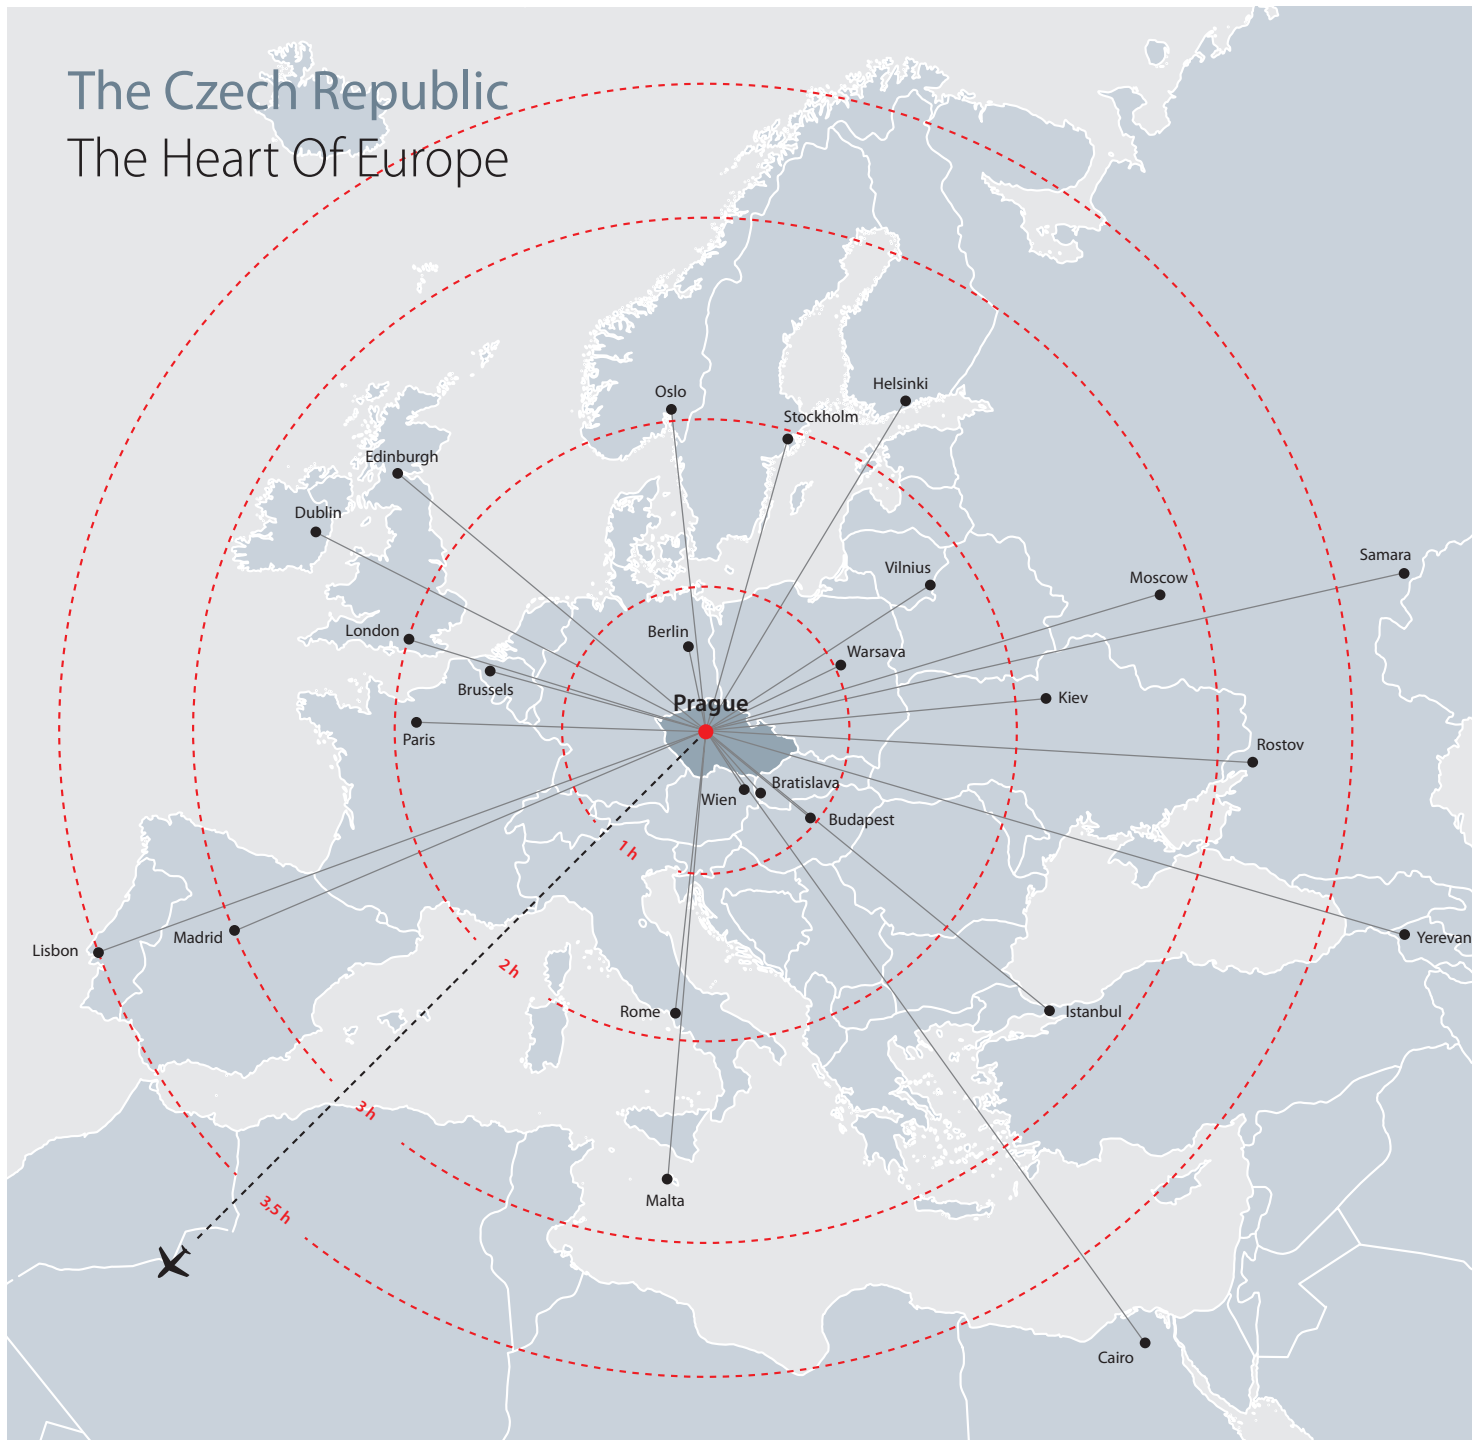 The Czech Republic
The Heart Of Europe
Oslo
Helsinki
Stockholm
Edinburgh
Dublin
Samara
Vilnius
Moscow
London
Berlin
Warsava
Brussels
Prague
Kiev
Paris
Rostov
Bratislava
Wien
Budapest
1 h
Lisbon
Madrid
Yerevan
2 h
Rome
Istanbul
3 h
Malta
3,5 h
Cairo